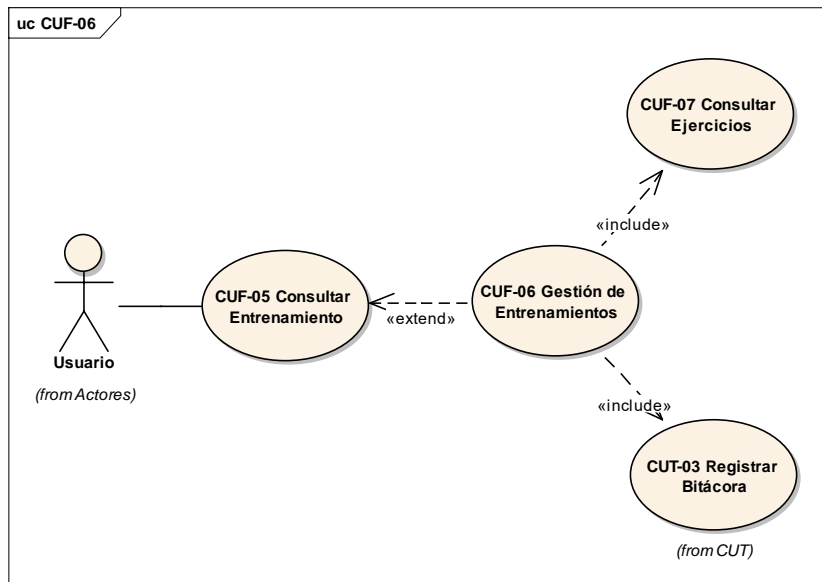 uc CUF-06
CUF-07 Consultar
Ejercicios
«include»
CUF-05 Consultar
Entrenamiento
«extend»
CUF-06 Gestión de
Entrenamientos
Usuario
(from Actores)
«include»
CUT-03 Registrar
Bitácora
(from CUT)